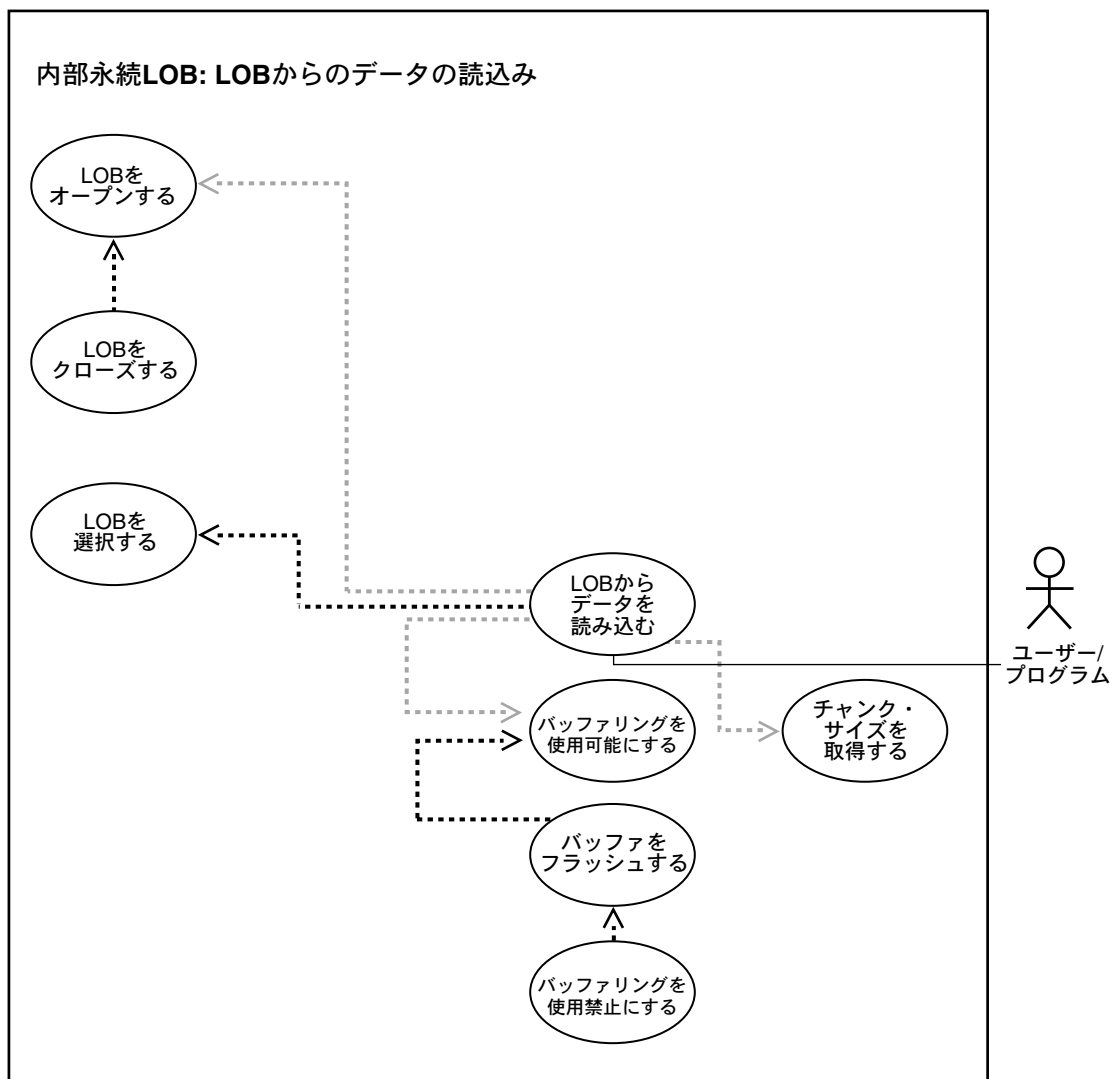 内部永続LOB: LOBからのデータの読込み
LOBを
オープンする
LOBを
クローズする
LOBを
選択する
LOBから
データを
読み込む
ユーザー/
プログラム
バッファリングを
使用可能にする
チャンク・
サイズを
取得する
バッファを
フラッシュする
バッファリングを
使用禁止にする